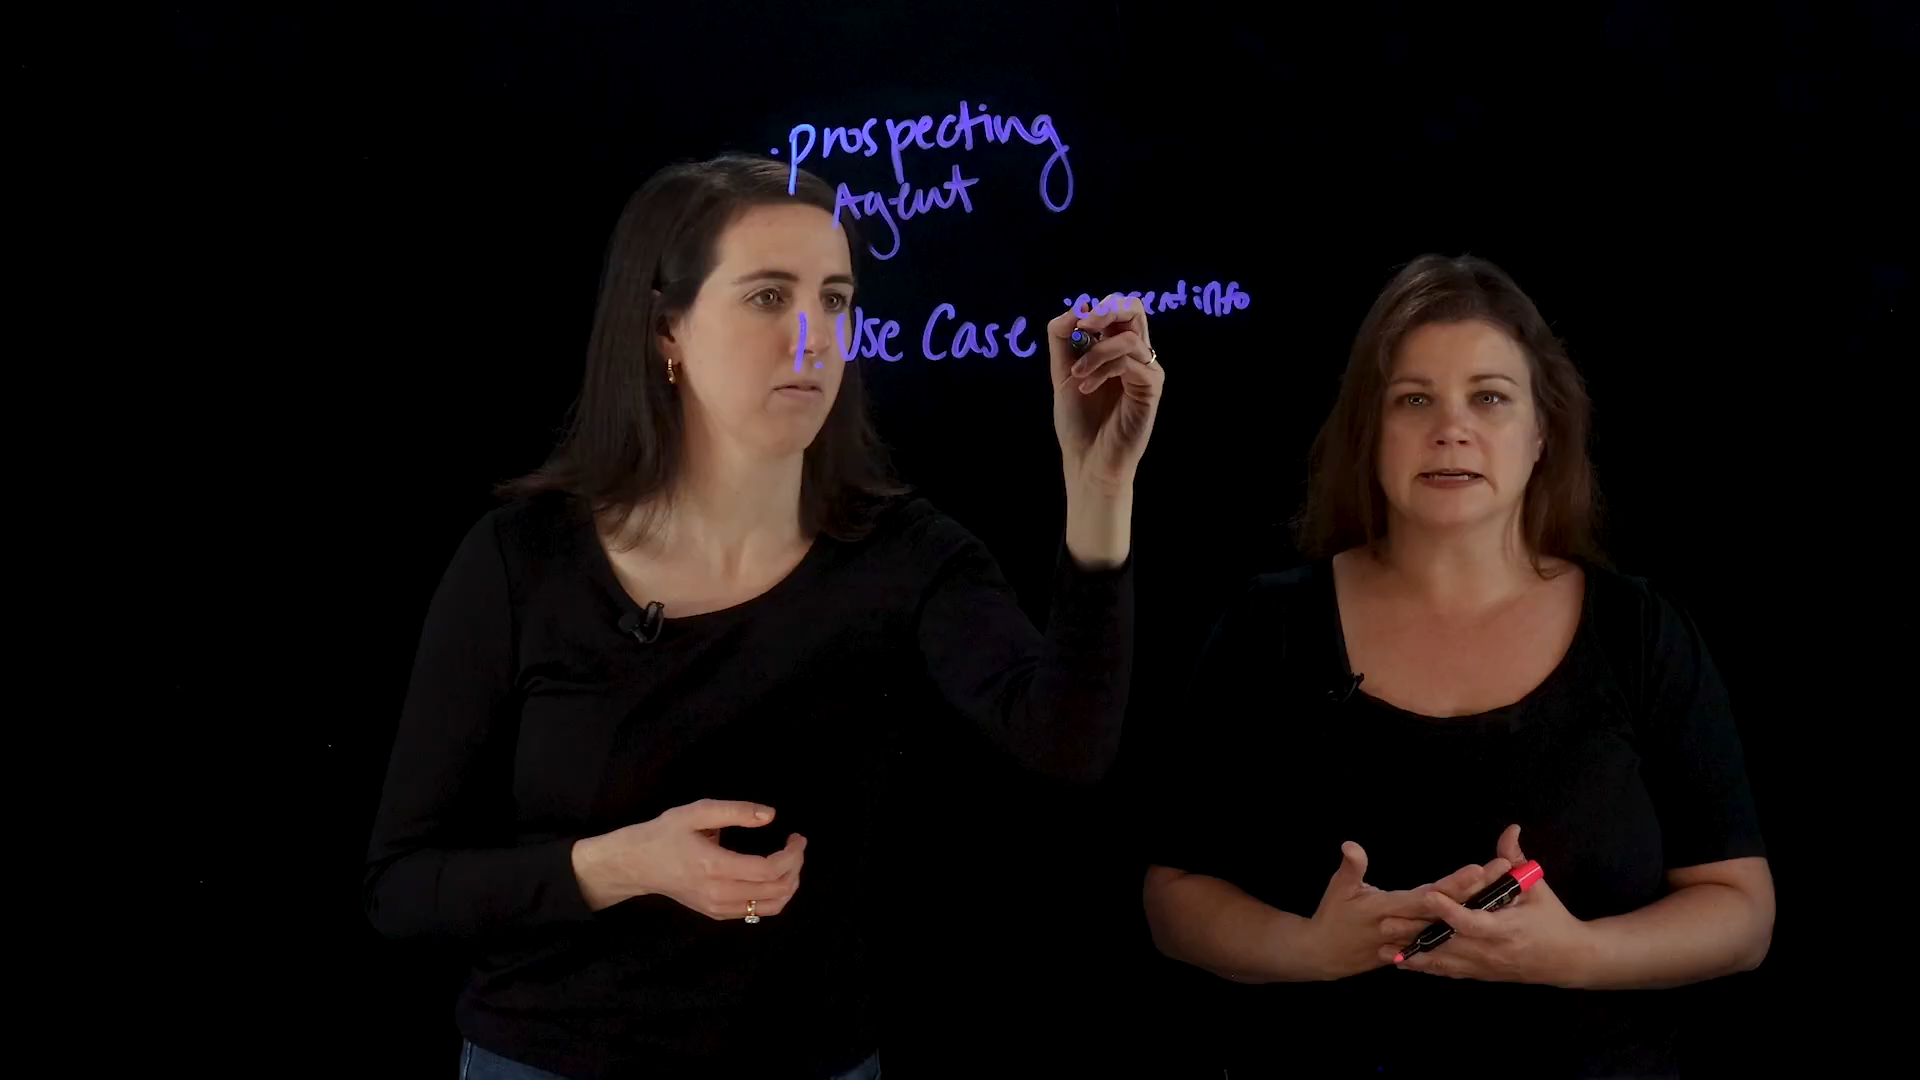 .prospecting
Agent
1. Use Case
.current info